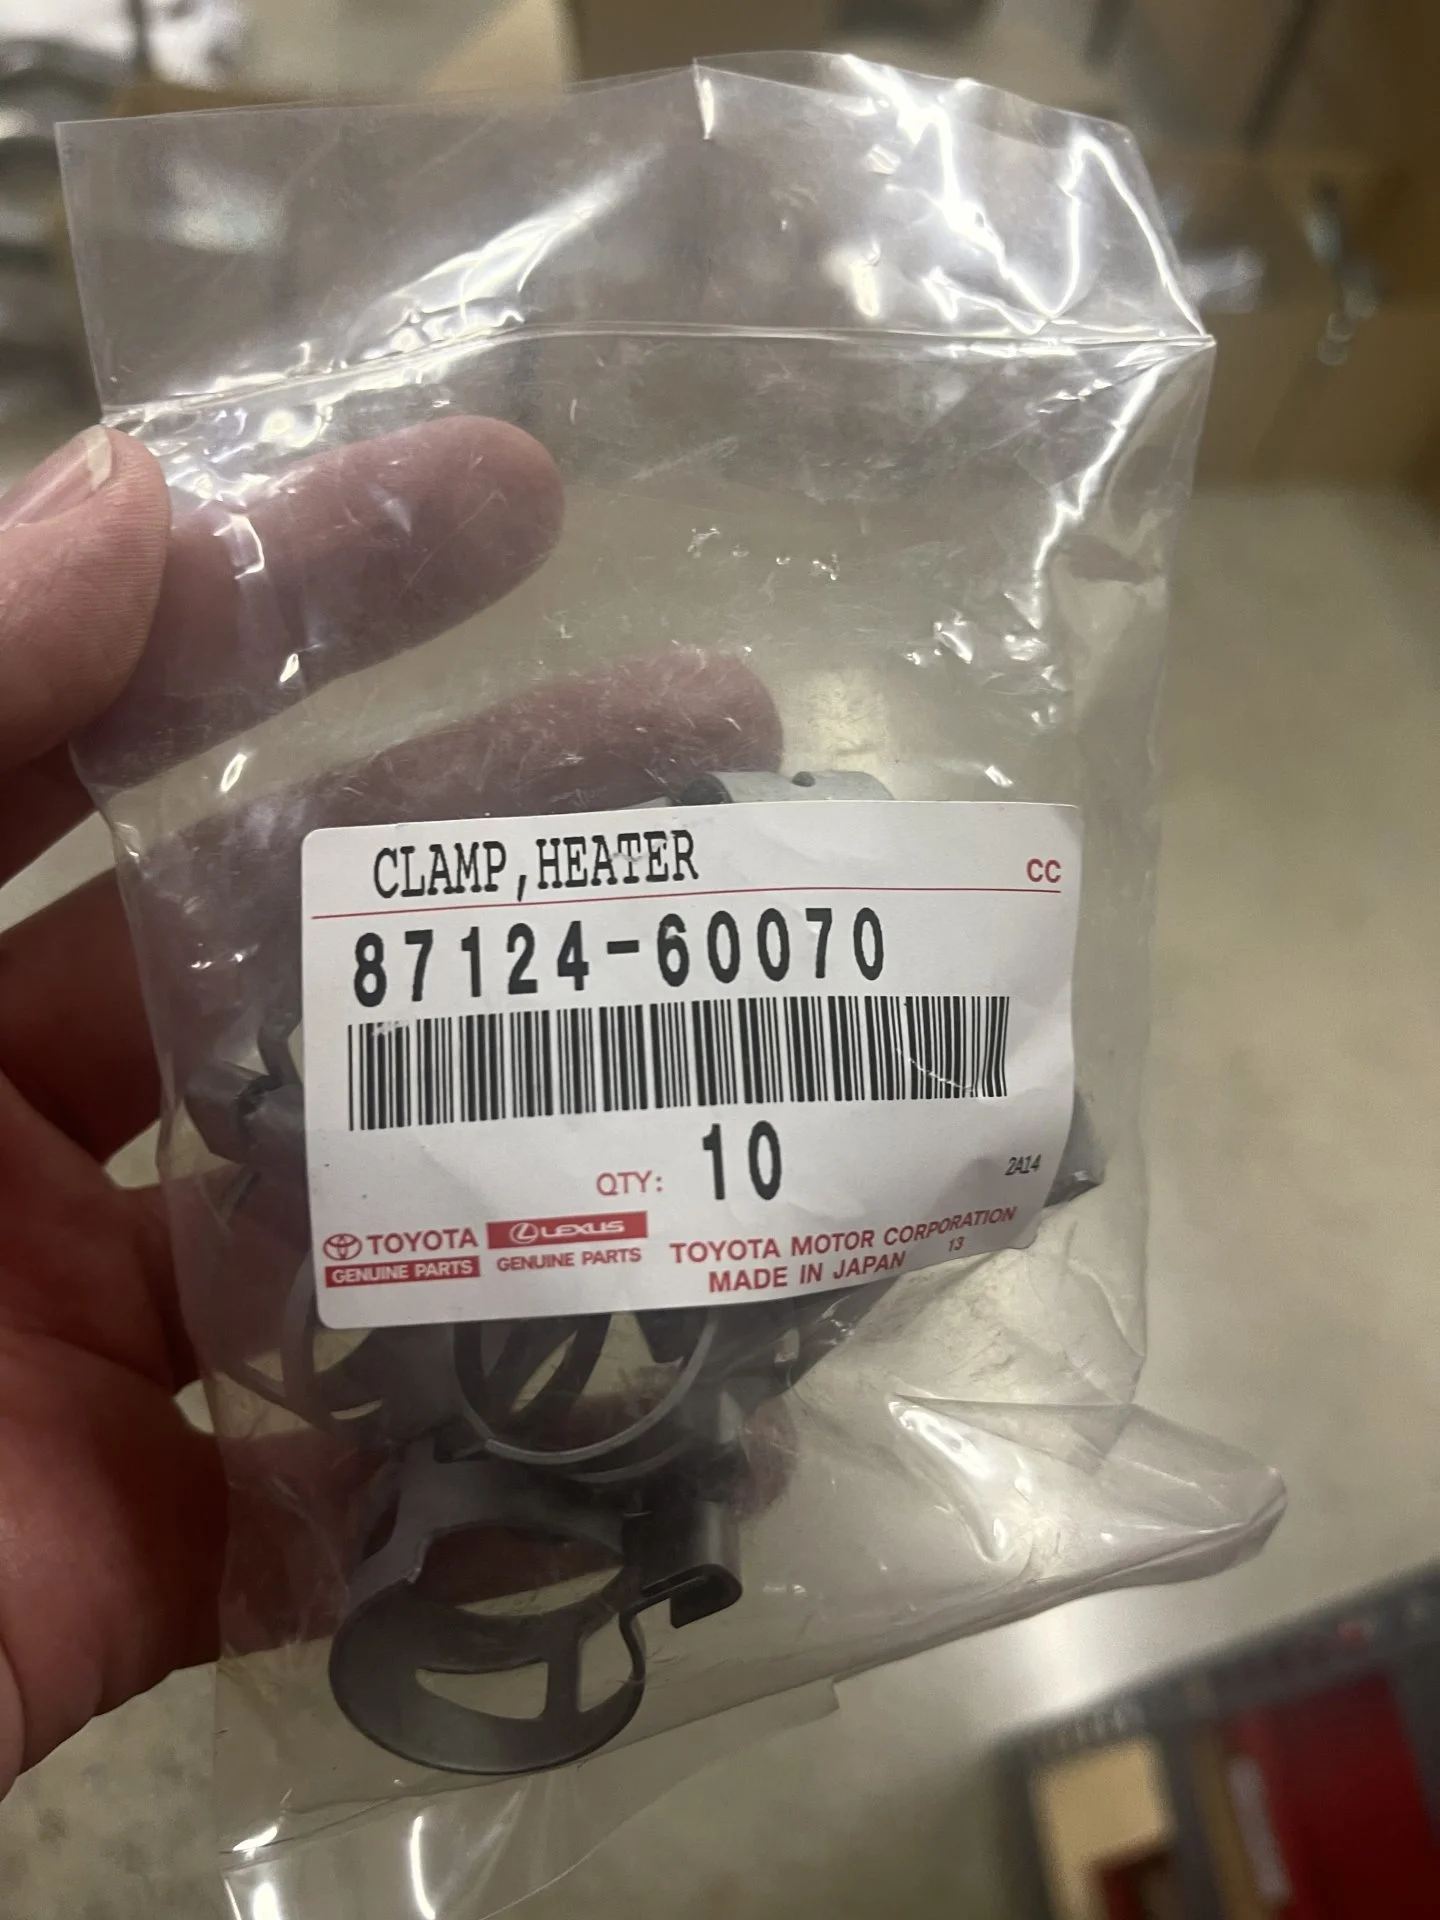 CLAMP,HEATER
CC
87124-60070
QTY: 10
2A14
TOYOTA
GENUINE PARTS
LEXUS
GENUINE PARTS
TOYOTA MOTOR CORPORATION
MADE IN JAPAN
13